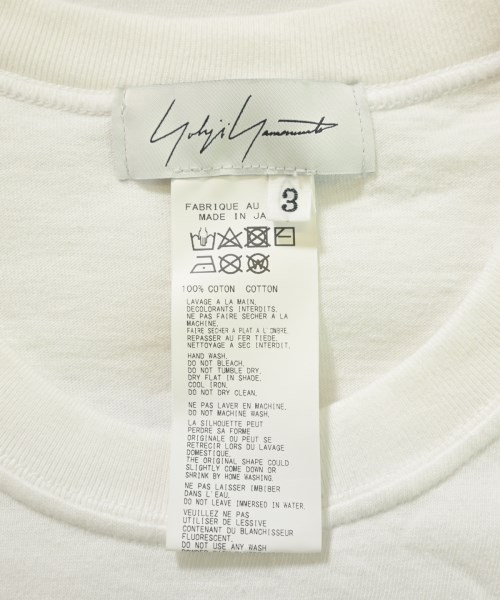 Yohji Yamamoto
3
FABRIQUE AU
MADE IN JA
100% COTON COTTON
LAVAGE A LA MAIN.
DECOLORANTS INTERDITS.
NE PAS FAIRE SECHER A LA
MACHINE.
FAIRE SECHER A PLAT A L'OMBRE.
REPASSER AU FER TIEDE.
NETTOYAGE A SEC INTERDIT.
HAND WASH.
DO NOT BLEACH.
DO NOT TUMBLE DRY.
DRY FLAT IN SHADE.
COOL IRON.
DO NOT DRY CLEAN.
NE PAS LAVER EN MACHINE.
DO NOT MACHINE WASH.
LA SILHOUETTE PEUT
PERDRE SA FORME
ORIGINALE OU PEUT SE
RETRECIR LORS DU LAVAGE
DOMESTIQUE.
THE ORIGINAL SHAPE COULD
SLIGHTLY COME DOWN OR
SHRINK BY HOME WASHING.
NE PAS LAISSER IMBIBER
DANS L'EAU.
DO NOT LEAVE IMMERSED IN WATER.
VEUILLEZ NE PAS
UTILISER DE LESSIVE
CONTENANT DU BLANCHISSEUR
FLUORESCENT.
DO NOT USE ANY WASH